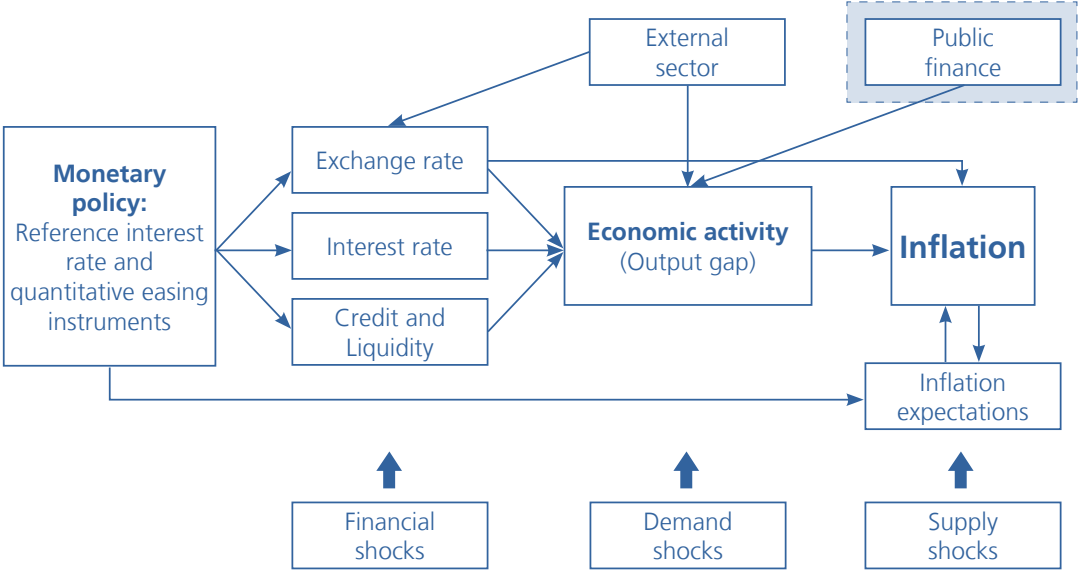 External
sector
Public
finance
Monetary
policy:
Reference interest
rate and
quantitative easing
instruments
Exchange rate
Interest rate
Credit and
Liquidity
Economic activity
(Output gap)
Inflation
Inflation
expectations
Financial
shocks
Demand
shocks
Supply
shocks